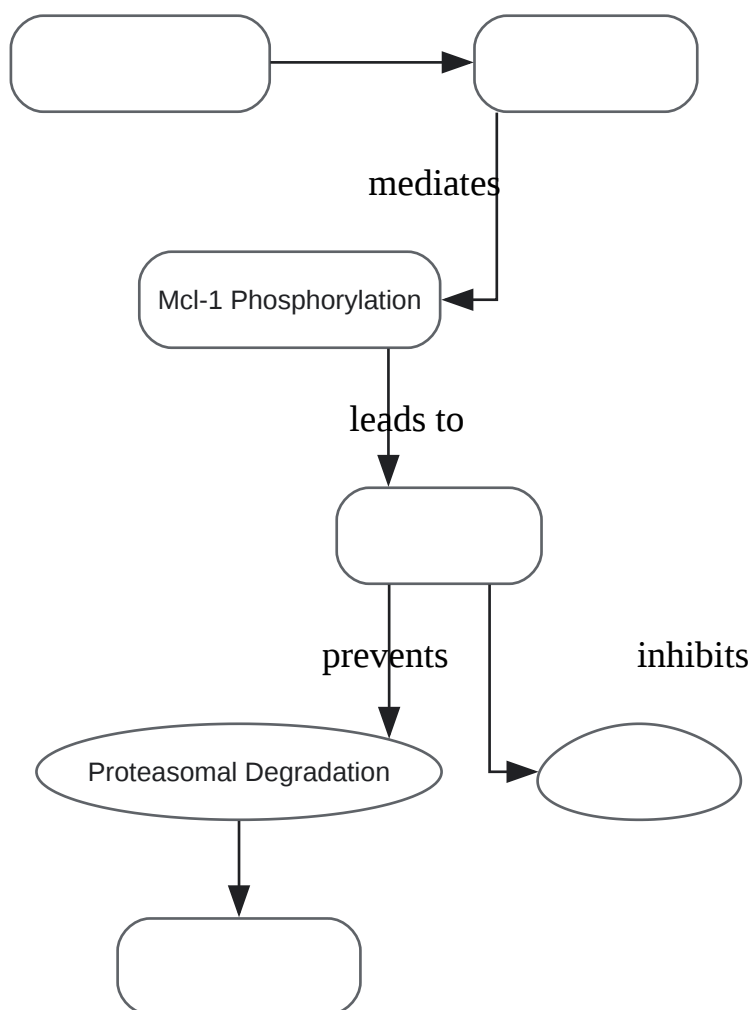 mediates
Mcl-1 Phosphorylation
leads to
prevents
inhibits
Proteasomal Degradation